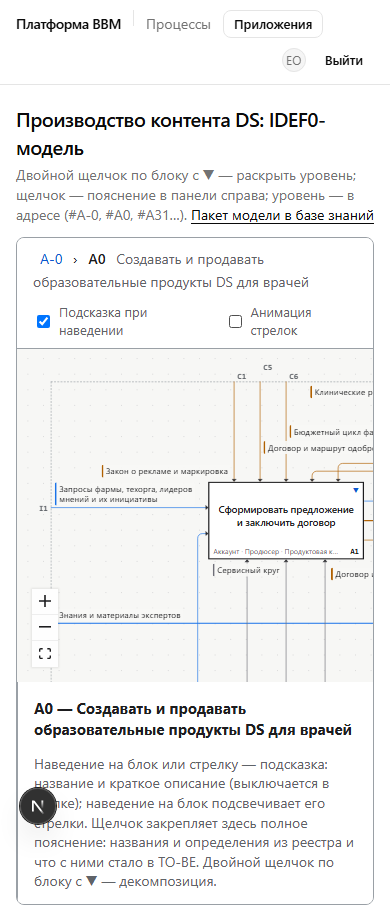 Платформа ВВМ
Процессы
Приложения
ЕО
Выйти
Производство контента DS: IDEF0-
модель
Двойной щелчок по блоку с ▼ — раскрыть уровень;
щелчок — пояснение в панели справа; уровень — в
адресе (#A-0, #A0, #A31…). Пакет модели в базе знаний
A-0 › A0 Создавать и продавать
образовательные продукты DS для врачей
Подсказка при
наведении
Анимация
стрелок
C1
C5
C6
Клинические р
Бюджетный цикл фа
Договор и маршрут одобре
Закон о рекламе и маркировка
Запросы фармы, техорга, лидеров
мнений и их инициативы
I1
▼
Сформировать предложение
и заключить договор
Аккаунт · Продюсер · Продуктовая к…
A1
Сервисный круг
Договор и
Знания и материалы экспертов
+
−
A0 — Создавать и продавать
образовательные продукты DS для врачей
Наведение на блок или стрелку — подсказка:
название и краткое описание (выключается в
лке); наведение на блок подсвечивает его
стрелки. Щелчок закрепляет здесь полное
пояснение: названия и определения из реестра и
что с ними стало в TO-BE. Двойной щелчок по
блоку с ▼ — декомпозиция.
N